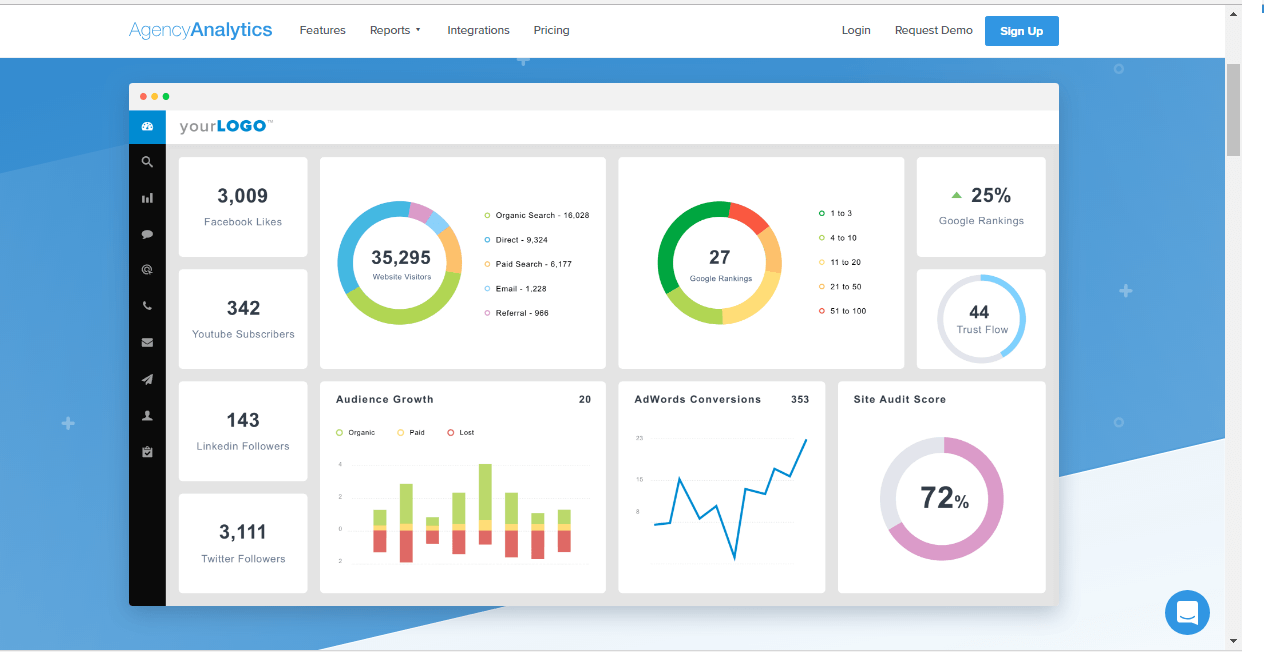 AgencyAnalytics Features Reports Integrations Pricing Login Request Demo Sign Up
yourLOGO™
3,009
Facebook Likes
342
Youtube Subscribers
143
Linkedin Followers
3,111
Twitter Followers
35,295
Website Visitors
Organic Search - 16,028
Direct - 9,324
Paid Search - 6,177
Email - 1,228
Referral - 966
27
Google Rankings
1 to 3
4 to 10
11 to 20
21 to 50
51 to 100
25%
Google Rankings
44
Trust Flow
Audience Growth 20
Organic Paid Lost
4
2
0
2
AdWords Conversions 353
23
15
8
Site Audit Score
72%